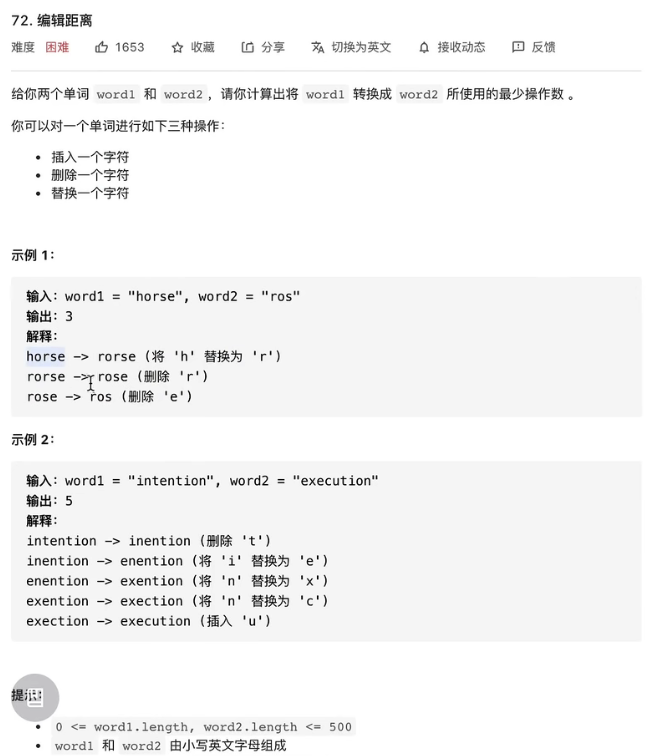 72. 编辑距离
难度 困难 1653 收藏 分享 切换为英文 接收动态 反馈
给你两个单词 word1 和 word2，请你计算出将 word1 转换成 word2 所使用的最少操作数 。
你可以对一个单词进行如下三种操作：
• 插入一个字符
• 删除一个字符
• 替换一个字符
示例 1：
输入：word1 = "horse", word2 = "ros"
输出：3
解释：
horse -> rorse (将 'h' 替换为 'r')
rorse -> rose (删除 'r')
rose -> ros (删除 'e')
示例 2：
输入：word1 = "intention", word2 = "execution"
输出：5
解释：
intention -> inention (删除 't')
inention -> enention (将 'i' 替换为 'e')
enention -> exention (将 'n' 替换为 'x')
exention -> exection (将 'n' 替换为 'c')
exection -> execution (插入 'u')
提示：
• 0 <= word1.length, word2.length <= 500
• word1 和 word2 由小写英文字母组成